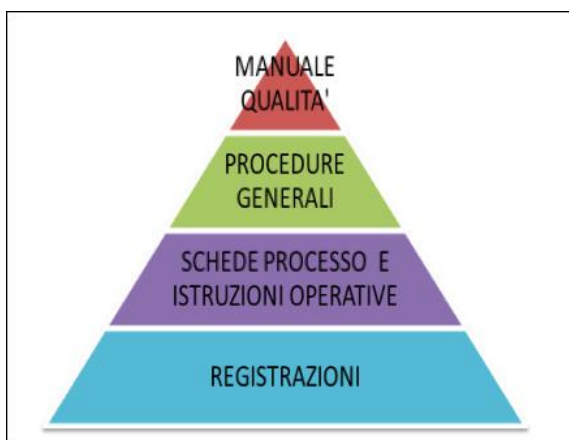 MANUALE
QUALITA'
PROCEDURE
GENERALI
SCHEDE PROCESSO E
ISTRUZIONI OPERATIVE
REGISTRAZIONI